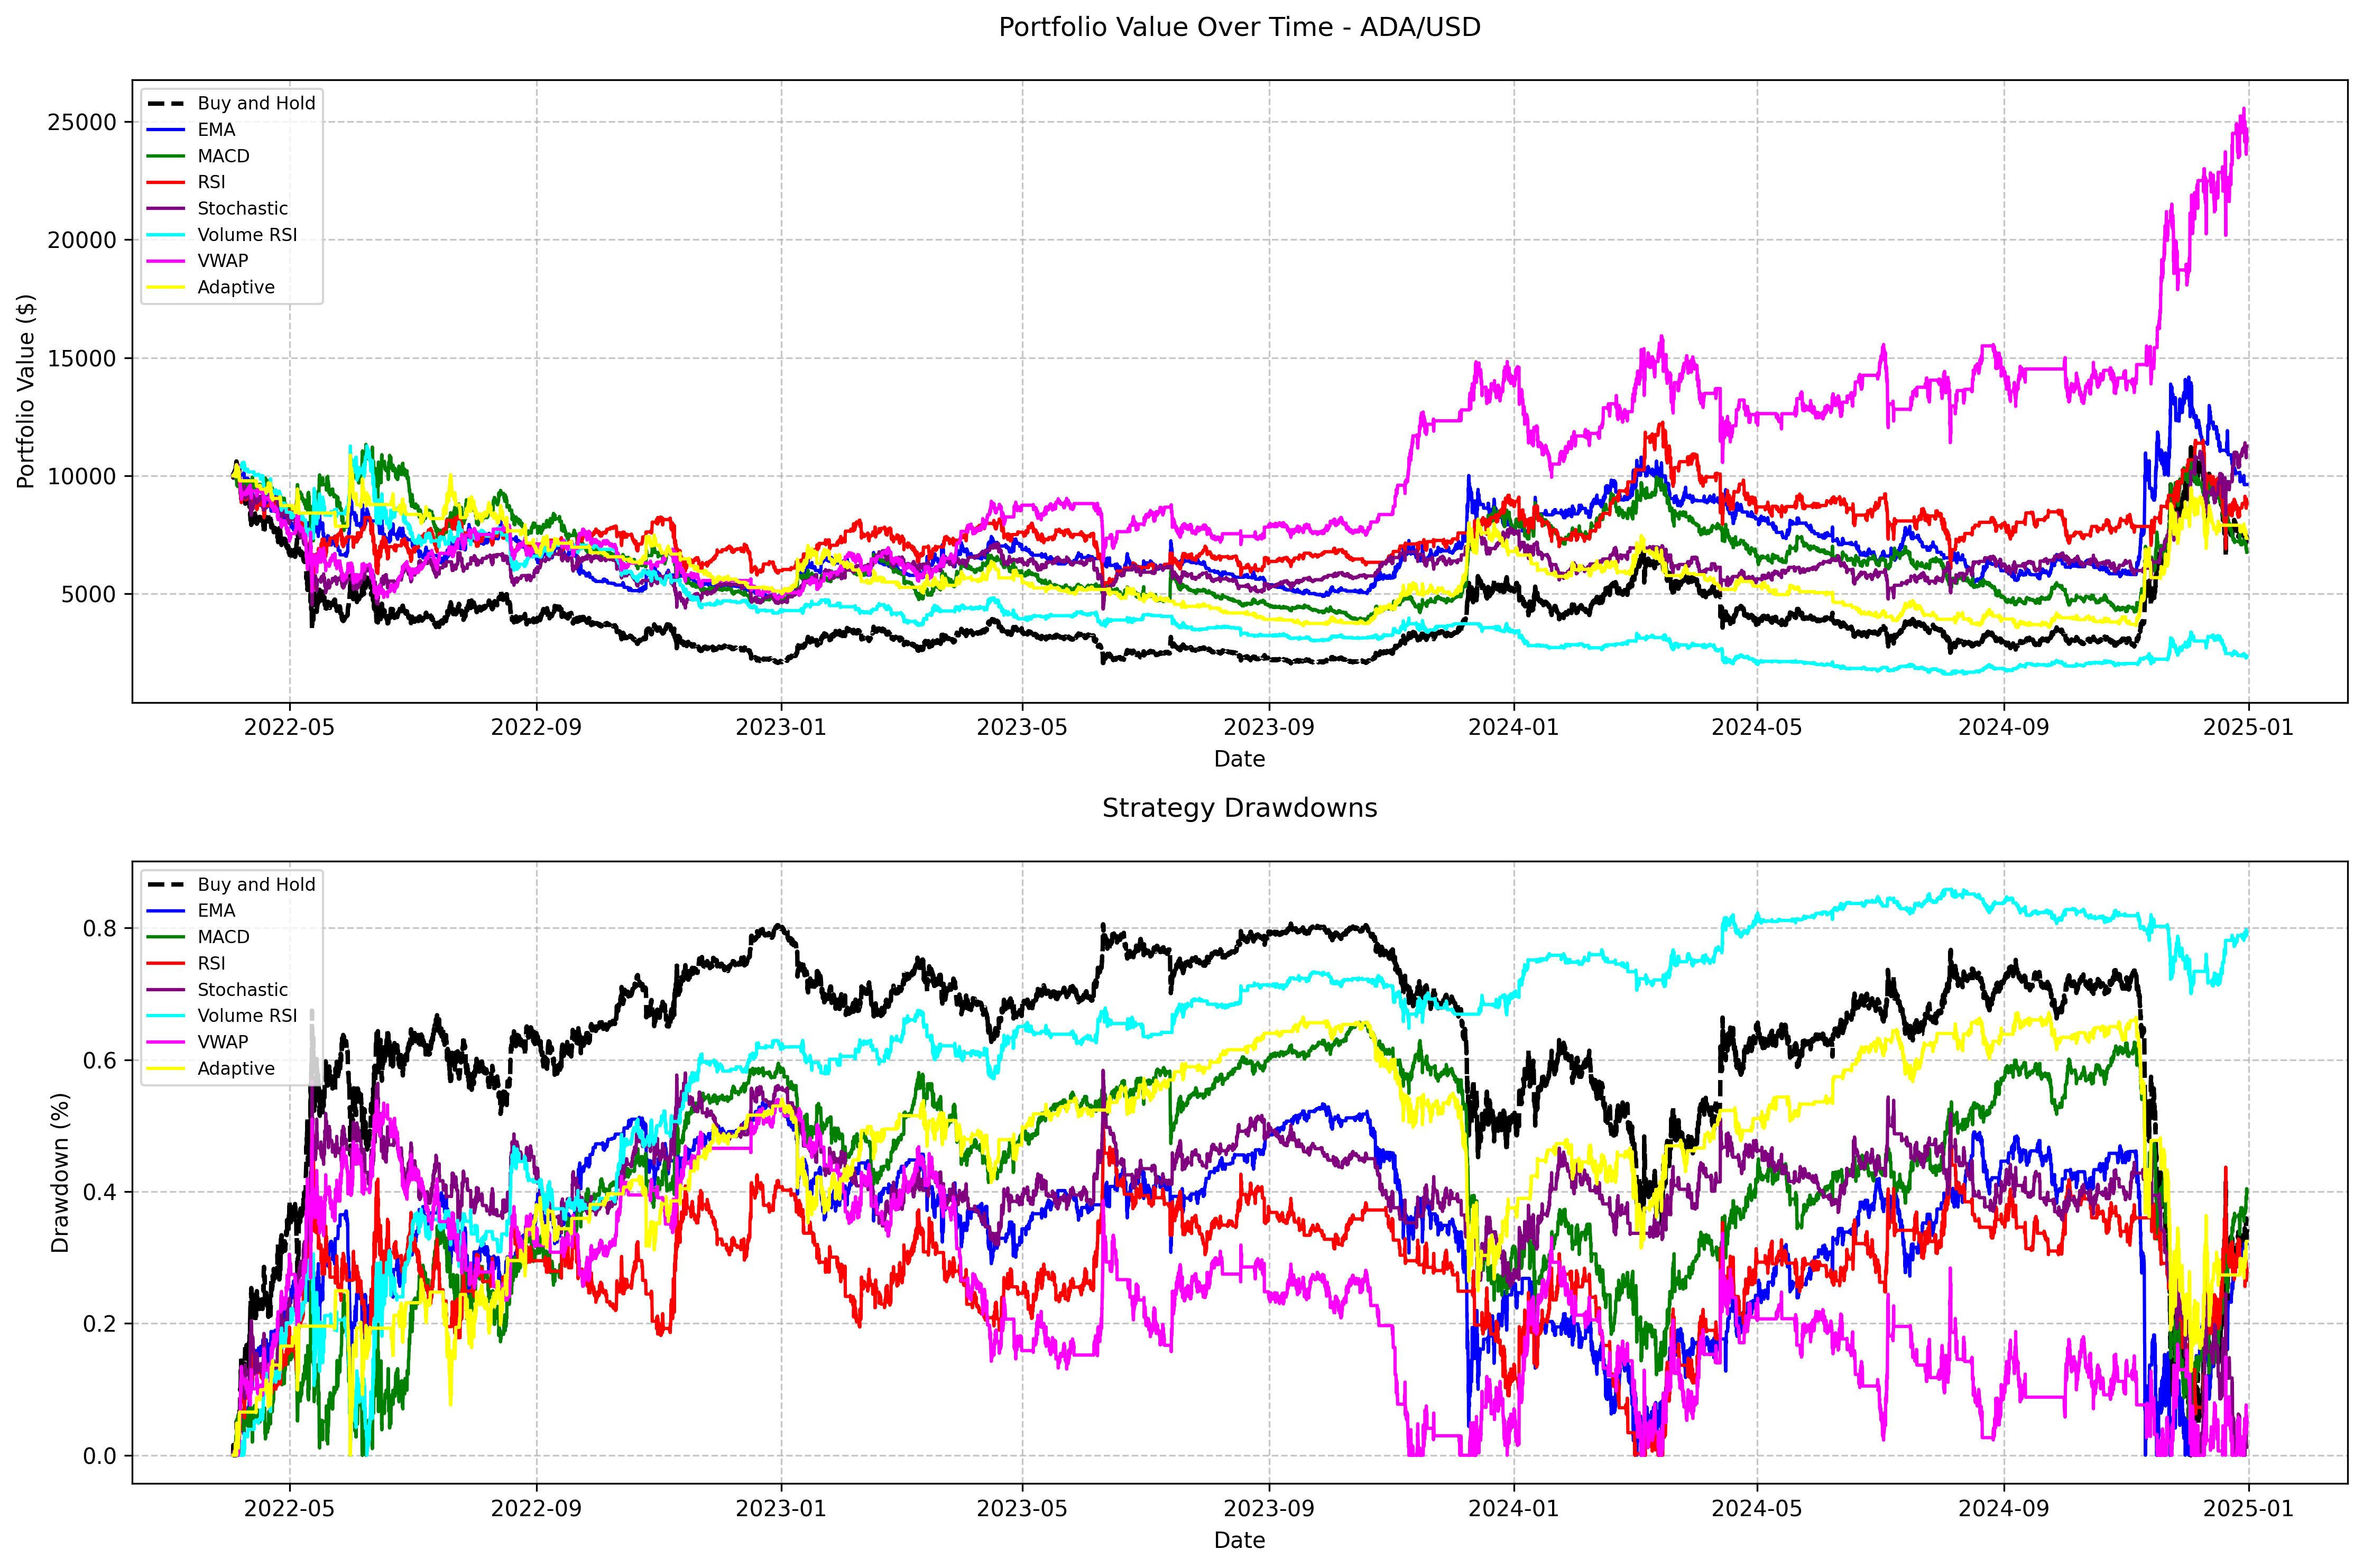 Portfolio Value Over Time - ADA/USD
Portfolio Value ($)
25000
20000
15000
10000
5000
Buy and Hold
EMA
MACD
RSI
Stochastic
Volume RSI
VWAP
Adaptive
2022-05 2022-09 2023-01 2023-05 2023-09 2024-01 2024-05 2024-09 2025-01
Date
Strategy Drawdowns
Drawdown (%)
0.8
0.6
0.4
0.2
0.0
Buy and Hold
EMA
MACD
RSI
Stochastic
Volume RSI
VWAP
Adaptive
2022-05 2022-09 2023-01 2023-05 2023-09 2024-01 2024-05 2024-09 2025-01
Date